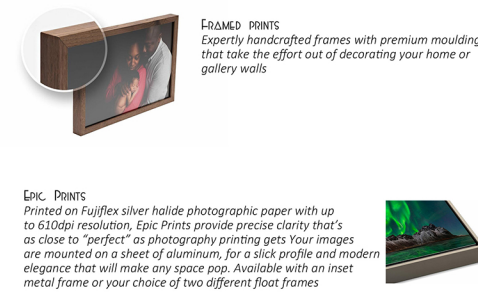 Framed prints
Expertly handcrafted frames with premium moulding
that take the effort out of decorating your home or
gallery walls
Epic Prints
Printed on Fujiflex silver halide photographic paper with up
to 610dpi resolution, Epic Prints provide precise clarity that's
as close to "perfect" as photography printing gets Your images
are mounted on a sheet of aluminum, for a slick profile and modern
elegance that will make any space pop. Available with an inset
metal frame or your choice of two different float frames